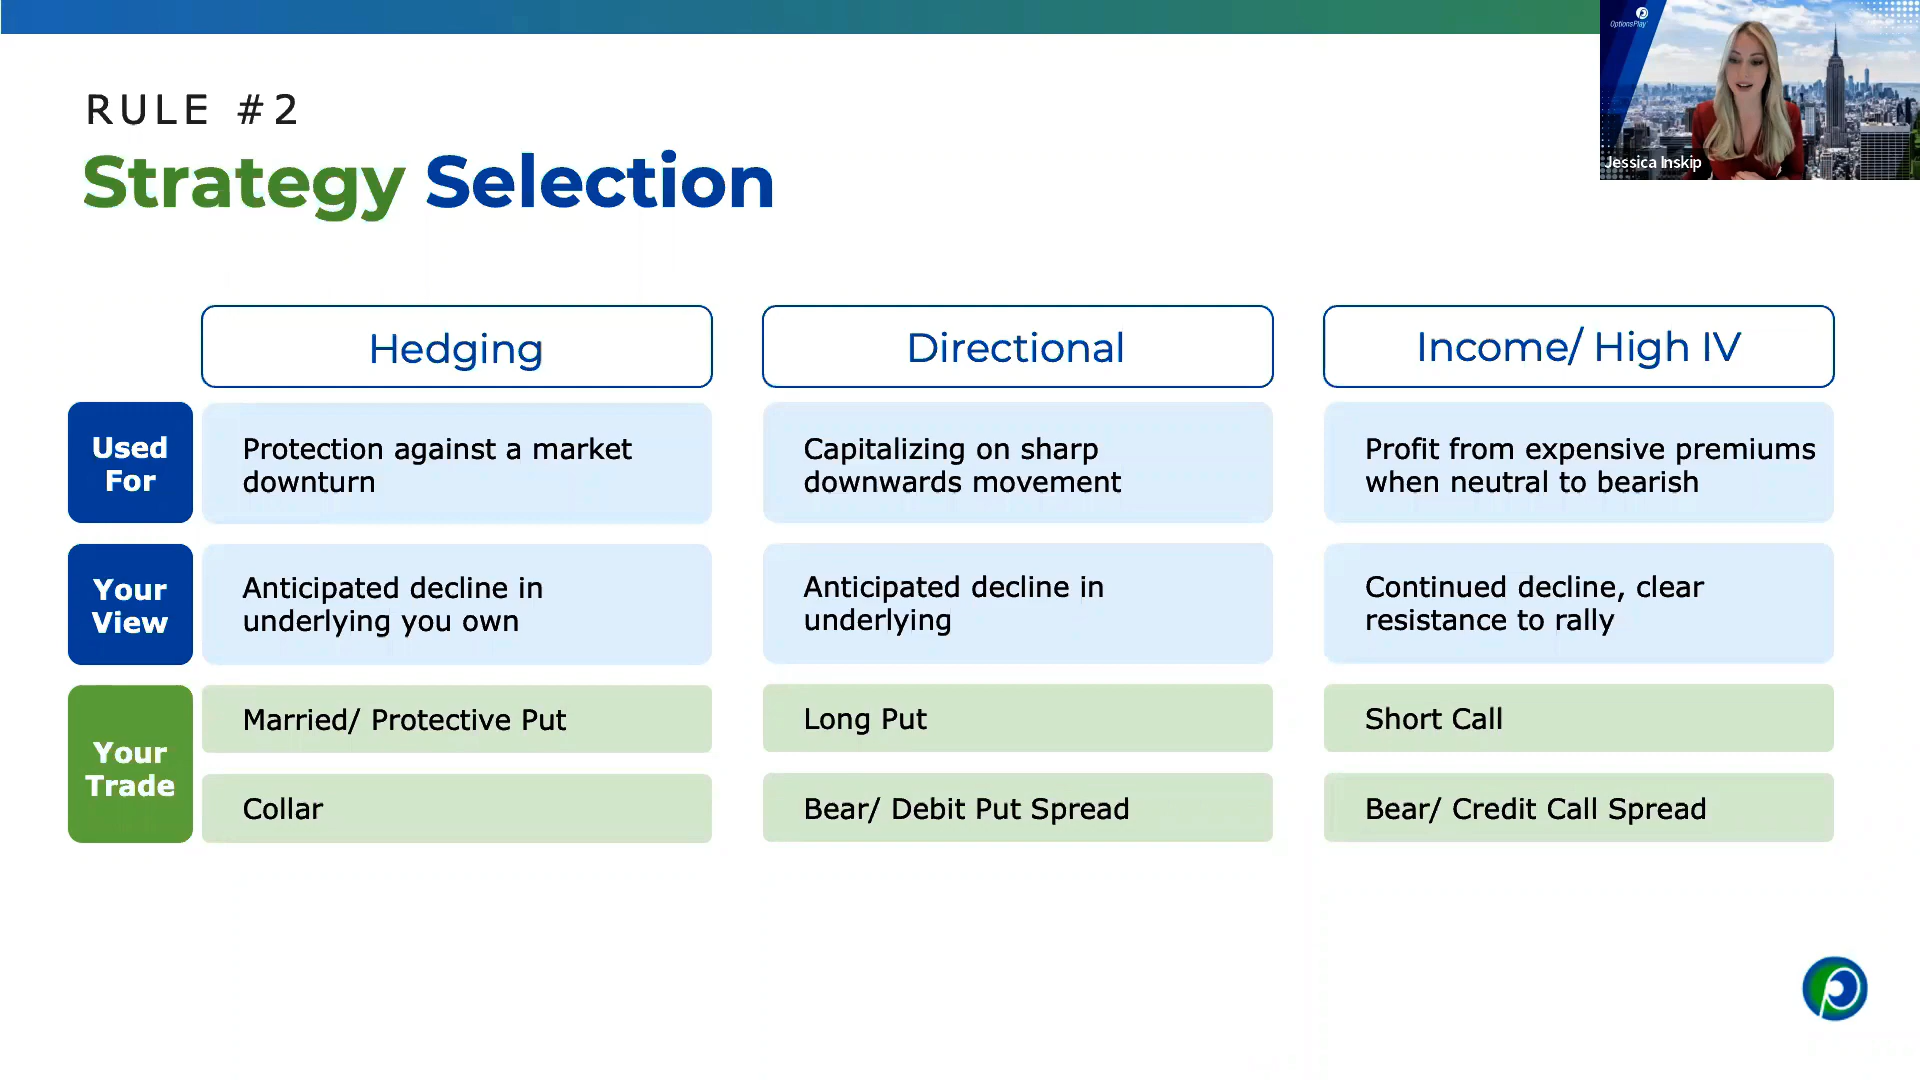 OptionsPlay
Jessica Inskip
RULE #2
Strategy Selection
Hedging
Directional
Income/ High IV
Used
For
Protection against a market
downturn
Capitalizing on sharp
downwards movement
Profit from expensive premiums
when neutral to bearish
Your
View
Anticipated decline in
underlying you own
Anticipated decline in
underlying
Continued decline, clear
resistance to rally
Your
Trade
Married/ Protective Put
Long Put
Short Call
Collar
Bear/ Debit Put Spread
Bear/ Credit Call Spread